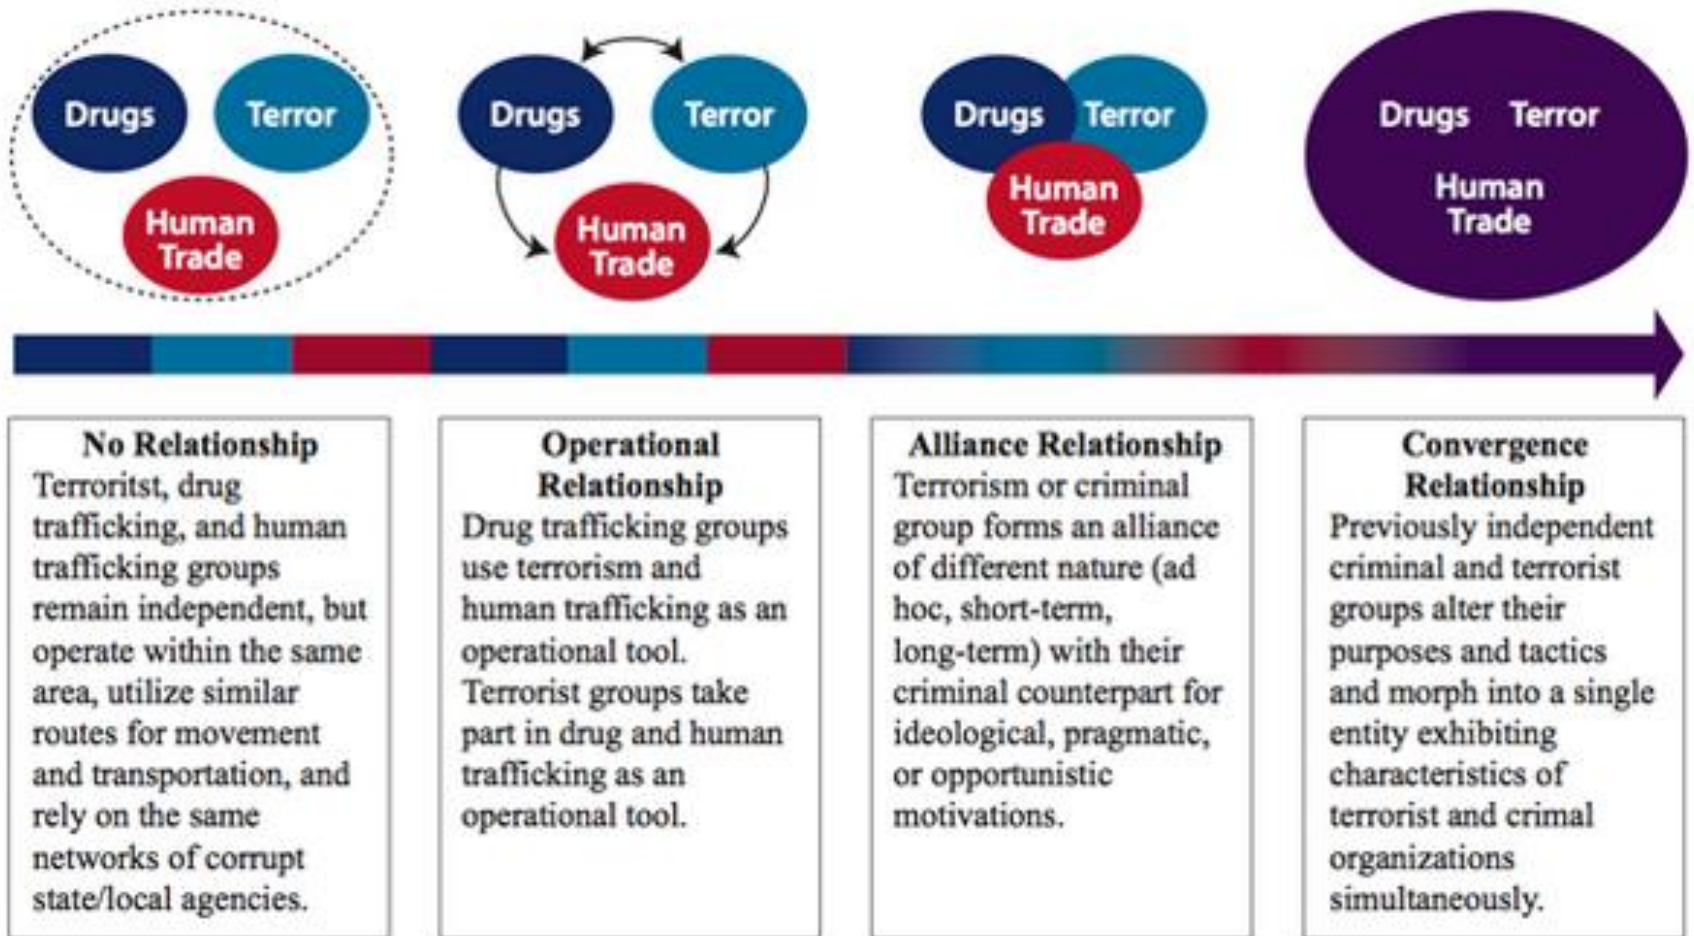 Drugs
Terror
Human
Trade
Drugs
Terror
Human
Trade
Drugs
Terror
Human
Trade
Drugs
Terror
Human
Trade
No Relationship
Terroritst, drug
trafficking, and human
trafficking groups
remain independent, but
operate within the same
area, utilize similar
routes for movement
and transportation, and
rely on the same
networks of corrupt
state/local agencies.
Operational
Relationship
Drug trafficking groups
use terrorism and
human trafficking as an
operational tool.
Terrorist groups take
part in drug and human
trafficking as an
operational tool.
Alliance Relationship
Terrorism or criminal
group forms an alliance
of different nature (ad
hoc, short-term,
long-term) with their
criminal counterpart for
ideological, pragmatic,
or opportunistic
motivations.
Convergence
Relationship
Previously independent
criminal and terrorist
groups alter their
purposes and tactics
and morph into a single
entity exhibiting
characteristics of
terrorist and crimal
organizations
simultaneously.